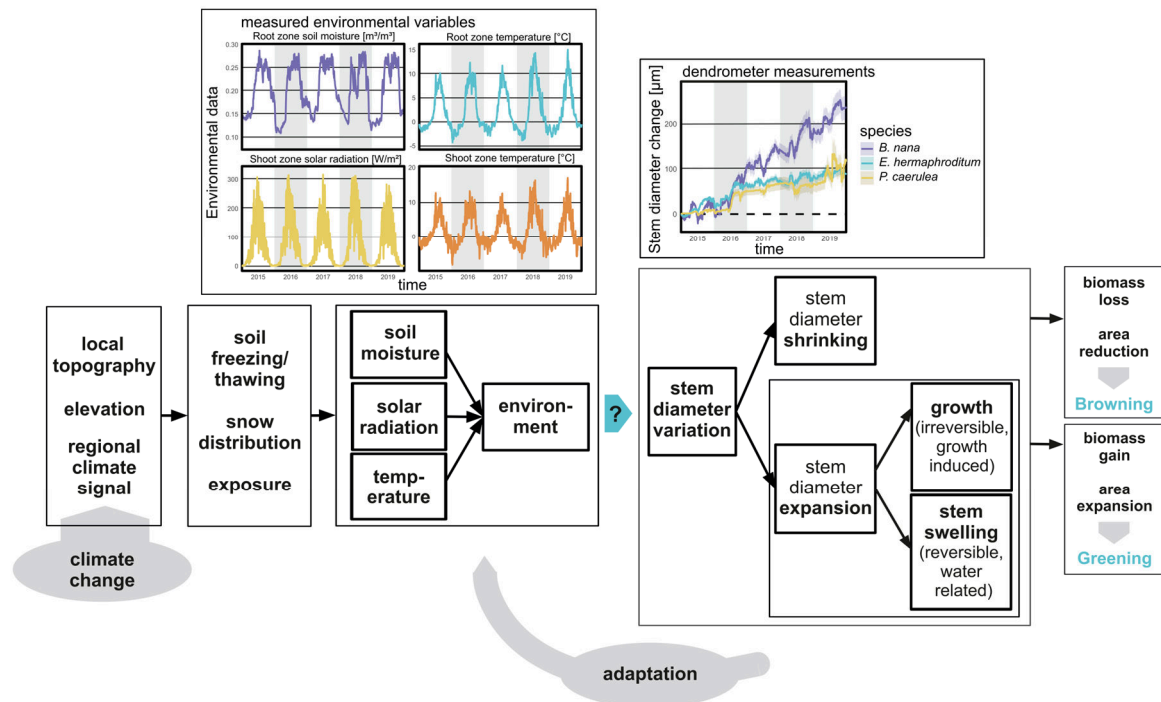 measured environmental variables
Root zone soil moisture [m³/m³]
Root zone temperature [°C]
Environmental data
0.30
0.25
0.20
0.15
0.10
15
10
5
0
-5
Shoot zone solar radiation [W/m²]
Shoot zone temperature [°C]
300
200
100
0
20
10
0
2015 2016 2017 2018 2019
2015 2016 2017 2018 2019
time
dendrometer measurements
Stem diameter change [µm]
200
100
0
2015 2016 2017 2018 2019
time
species
B. nana
E. hermaphroditum
P. caerulea
local
topography
elevation
regional
climate
signal
climate
change
soil
freezing/
thawing
snow
distribution
exposure
soil
moisture
solar
radiation
temp-
erature
environ-
ment
?
stem
diameter
variation
stem
diameter
shrinking
stem
diameter
expansion
growth
(irreversible,
growth
induced)
stem
swelling
(reversible,
water
related)
biomass
loss
area
reduction
Browning
biomass
gain
area
expansion
Greening
adaptation